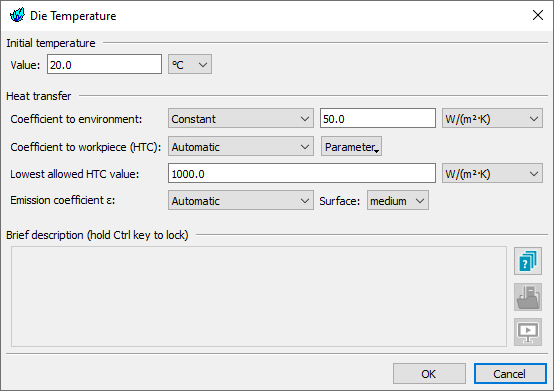 Die Temperature
Initial temperature
Value: 20.0 °C
Heat transfer
Coefficient to environment: Constant 50.0 W/(m²·K)
Coefficient to workpiece (HTC): Automatic Parameter
Lowest allowed HTC value: 1000.0 W/(m²·K)
Emission coefficient ε: Automatic Surface: medium
Brief description (hold Ctrl key to lock)
?
OK Cancel